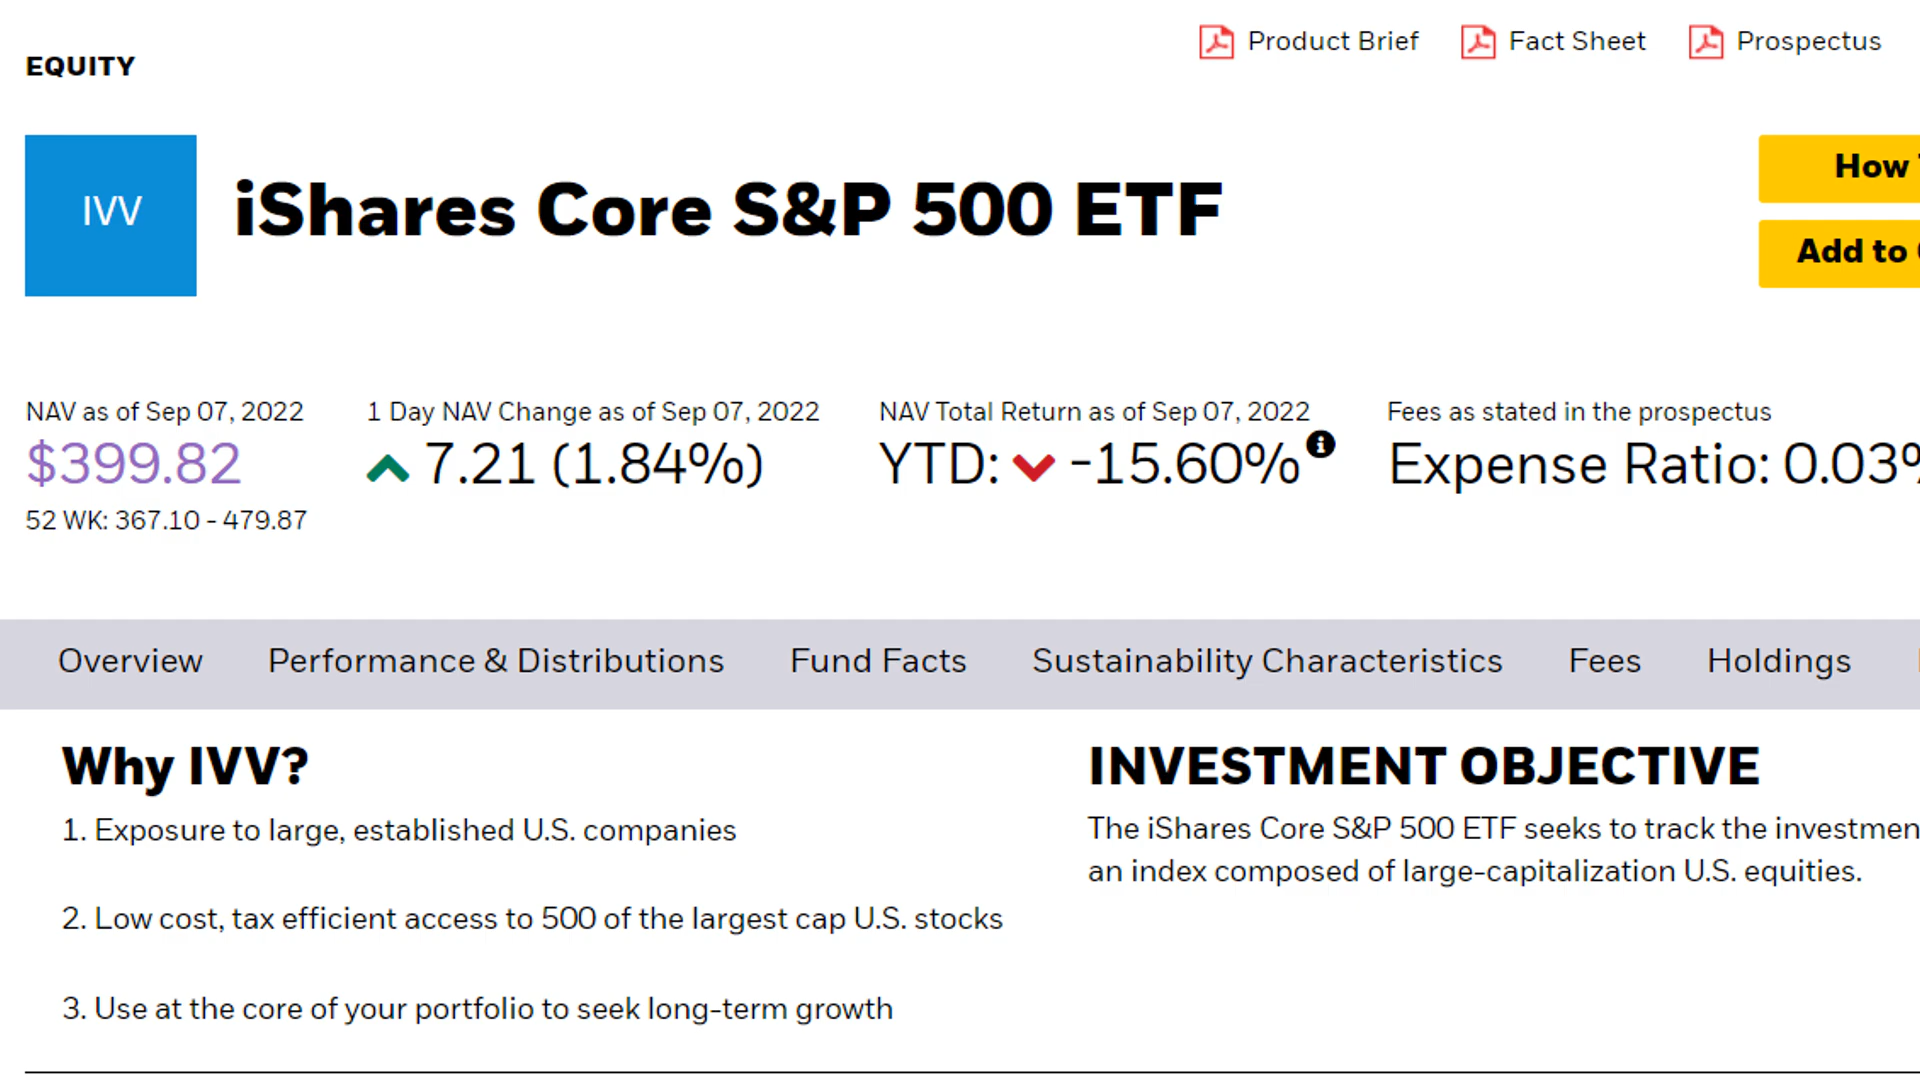 Product Brief
Fact Sheet
Prospectus
EQUITY
IVV
iShares Core S&P 500 ETF
How
Add to
NAV as of Sep 07, 2022
$399.82
52 WK: 367.10 - 479.87
1 Day NAV Change as of Sep 07, 2022
7.21 (1.84%)
NAV Total Return as of Sep 07, 2022
YTD: -15.60%
Fees as stated in the prospectus
Expense Ratio: 0.03%
Overview
Performance & Distributions
Fund Facts
Sustainability Characteristics
Fees
Holdings
Why IVV?
1. Exposure to large, established U.S. companies
2. Low cost, tax efficient access to 500 of the largest cap U.S. stocks
3. Use at the core of your portfolio to seek long-term growth
INVESTMENT OBJECTIVE
The iShares Core S&P 500 ETF seeks to track the investmen
an index composed of large-capitalization U.S. equities.